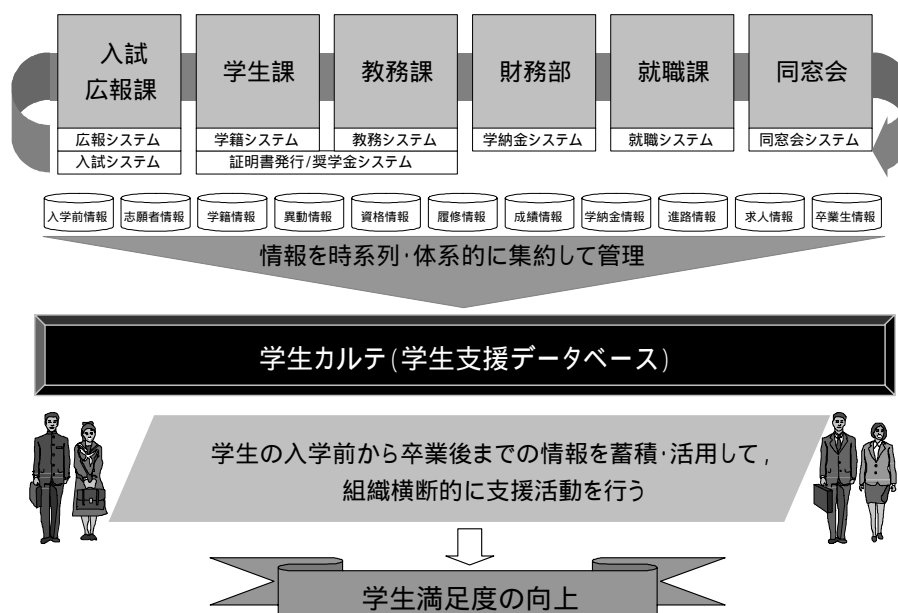 入試
広報課
学生課
教務課
財務部
就職課
同窓会
広報システム
学籍システム
教務システム
学納金システム
就職システム
同窓会システム
入試システム
証明書発行/奨学金システム
入学前情報
志願者情報
学籍情報
異動情報
資格情報
履修情報
成績情報
学納金情報
進路情報
求人情報
卒業生情報
情報を時系列・体系的に集約して管理
学生カルテ(学生支援データベース)
学生の入学前から卒業後までの情報を蓄積・活用して,
組織横断的に支援活動を行う
学生満足度の向上